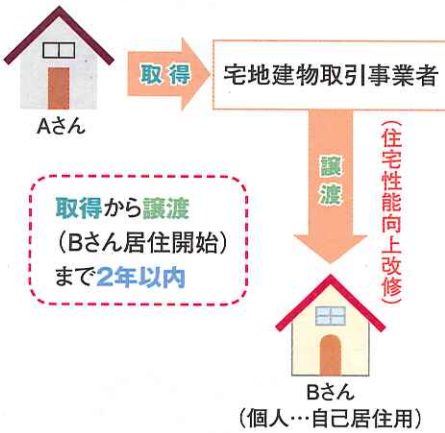 Aさん
取得
宅地建物取引事業者
譲渡
(住宅性能向上改修)
取得から譲渡
(Bさん居住開始)
まで2年以内
Bさん
(個人…自己居住用)